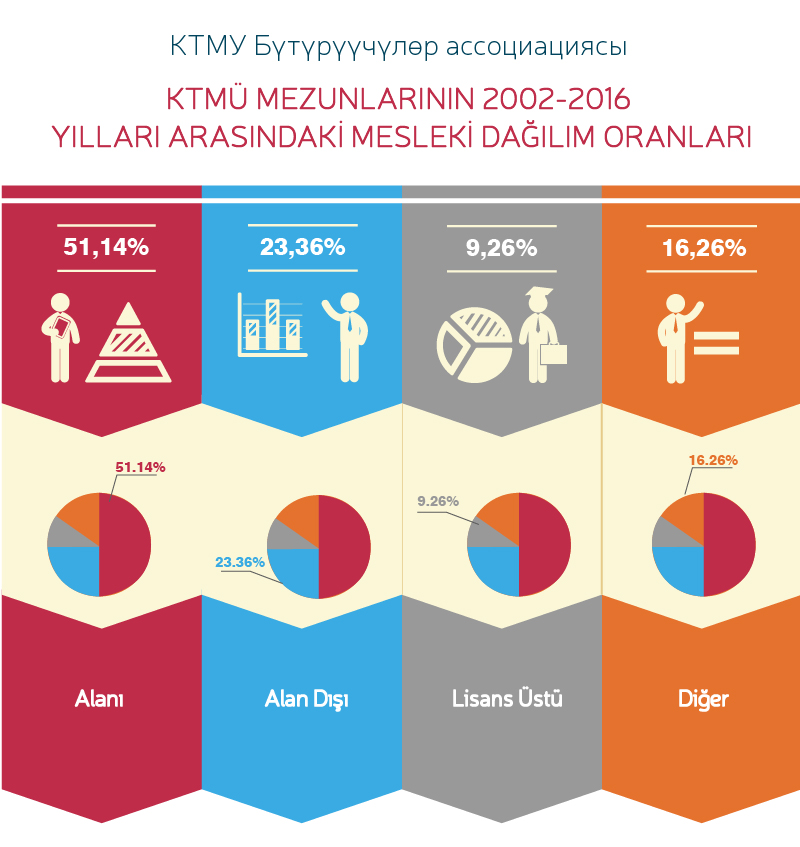 КТМУ Бүтүрүүчүлөр ассоциациясы
KTMÜ MEZUNLARININ 2002-2016
YILLARI ARASINDAKİ MESLEKİ DAĞILIM ORANLARI
51,14%
23,36%
9,26%
16,26%
51.14%
23.36%
9.26%
16.26%
Alanı
Alan Dışı
Lisans Üstü
Diğer